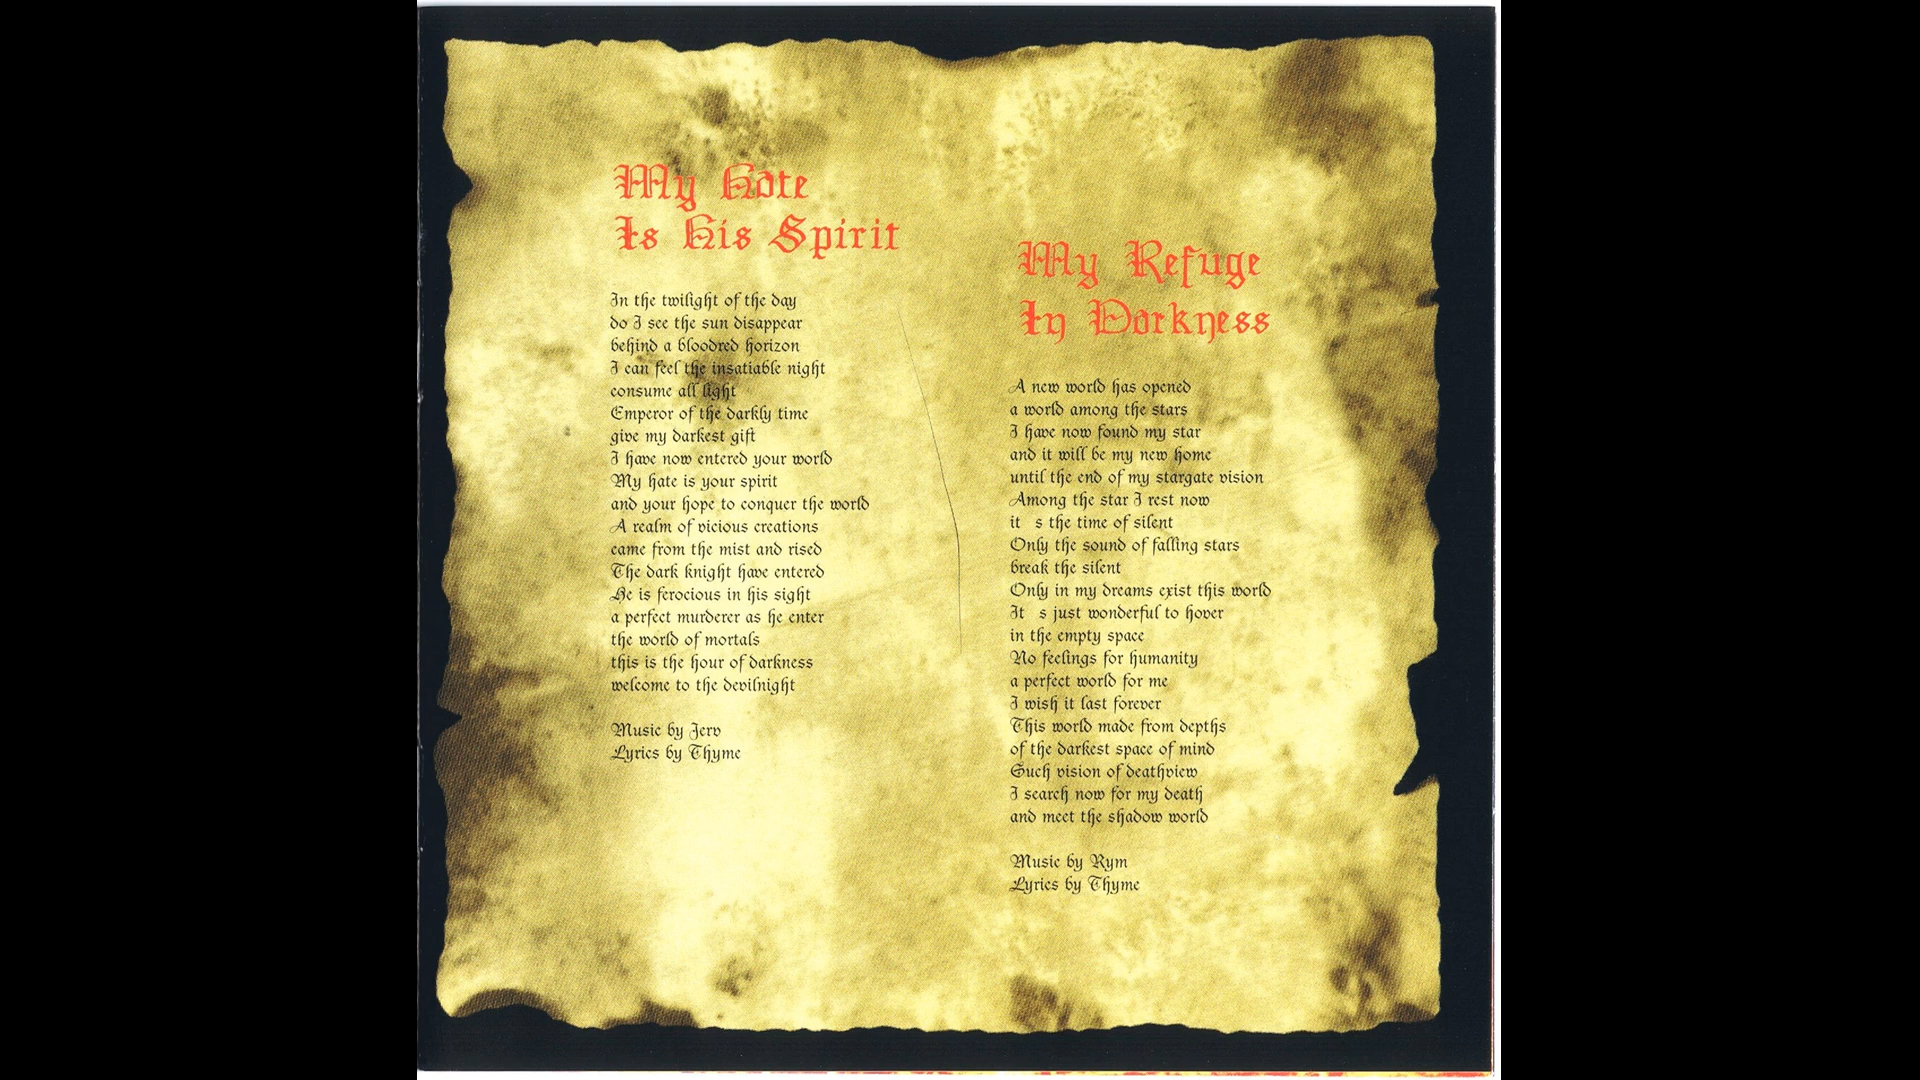 My Hate
Is His Spirit
In the twilight of the day
do I see the sun disappear
behind a bloodred horizon
I can feel the insatiable night
consume all light
Emperor of the darkly time
give my darkest gift
I have now entered your world
My hate is your spirit
and your hope to conquer the world
A realm of vicious creations
came from the mist and rised
The dark knight have entered
He is ferocious in his sight
a perfect murderer as he enter
the world of mortals
this is the hour of darkness
welcome to the devilnight
Music by Jerv
Lyrics by Thyme
My Refuge
In Darkness
A new world has opened
a world among the stars
I have now found my star
and it will be my new home
until the end of my stargate vision
Among the star I rest now
it s the time of silent
Only the sound of falling stars
break the silent
Only in my dreams exist this world
It s just wonderful to hover
in the empty space
No feelings for humanity
a perfect world for me
I wish it last forever
This world made from depths
of the darkest space of mind
Such vision of deathview
I search now for my death
and meet the shadow world
Music by Rym
Lyrics by Thyme